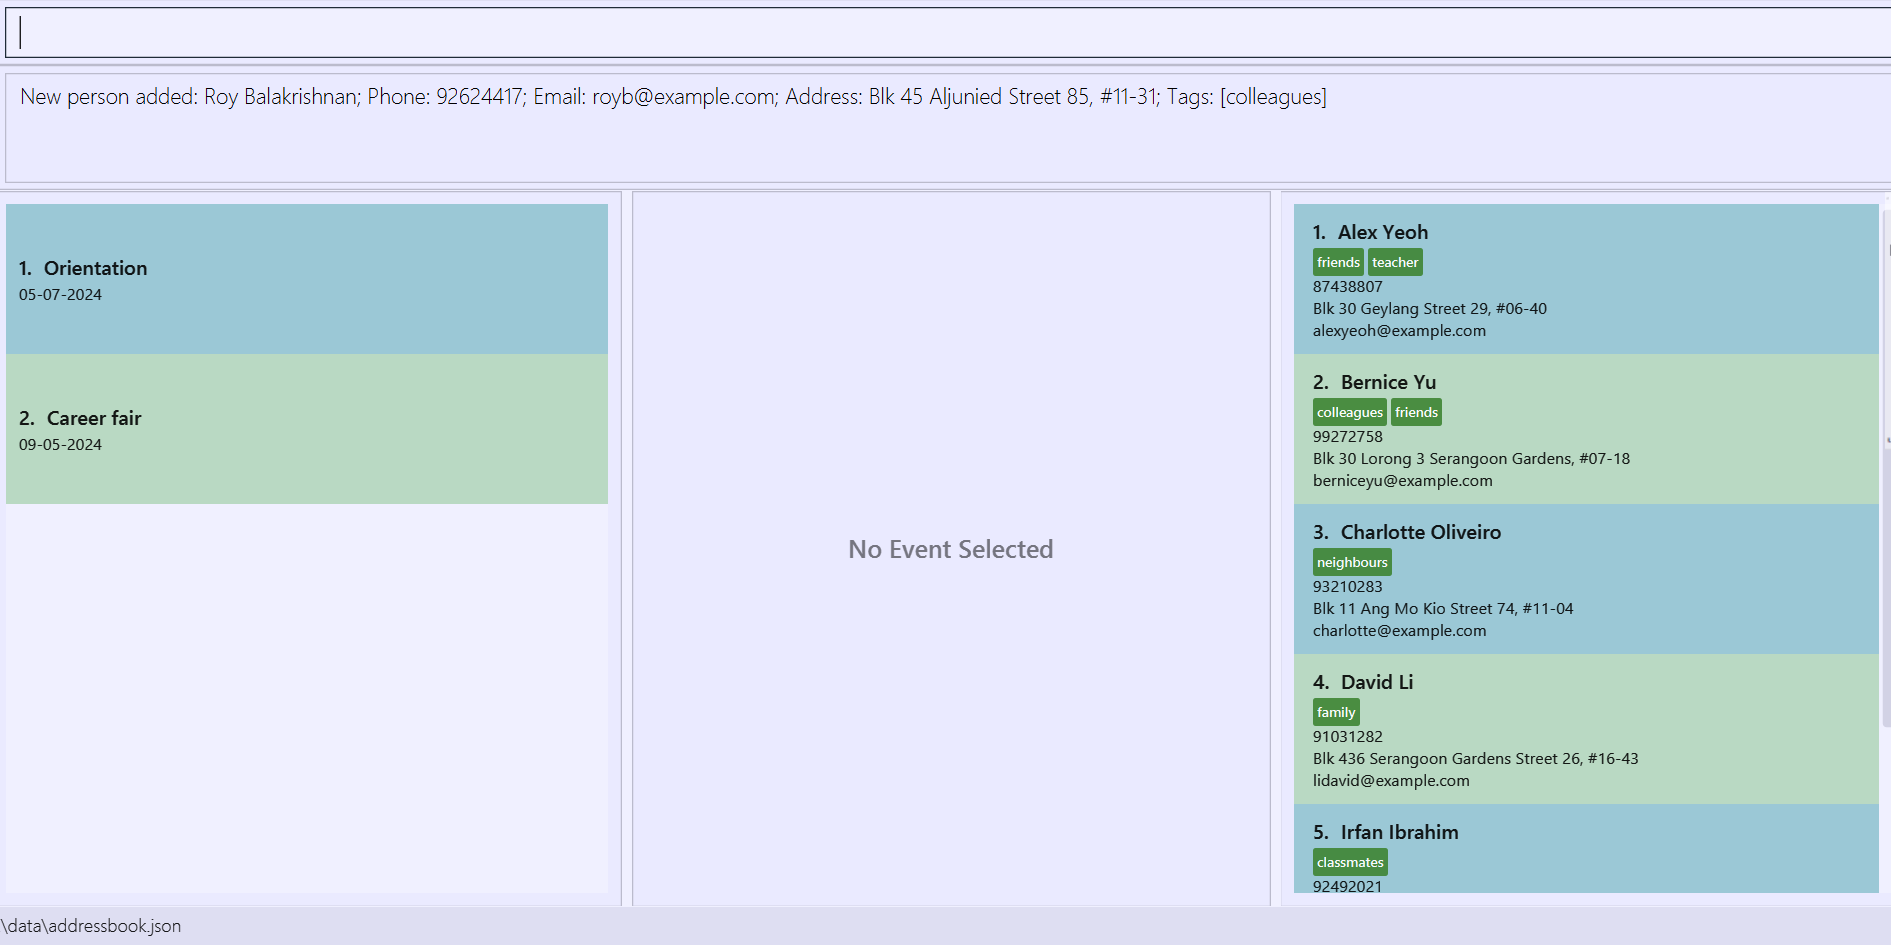 New person added: Roy Balakrishnan; Phone: 92624417; Email: royb@example.com; Address: Blk 45 Aljunied Street 85, #11-31; Tags: [colleagues]
1. Orientation
05-07-2024
2. Career fair
09-05-2024
No Event Selected
1. Alex Yeoh
friends teacher
87438807
Blk 30 Geylang Street 29, #06-40
alexyeoh@example.com
2. Bernice Yu
colleagues friends
99272758
Blk 30 Lorong 3 Serangoon Gardens, #07-18
berniceyu@example.com
3. Charlotte Oliveiro
neighbours
93210283
Blk 11 Ang Mo Kio Street 74, #11-04
charlotte@example.com
4. David Li
family
91031282
Blk 436 Serangoon Gardens Street 26, #16-43
lidavid@example.com
5. Irfan Ibrahim
classmates
92492021
\data\addressbook.json